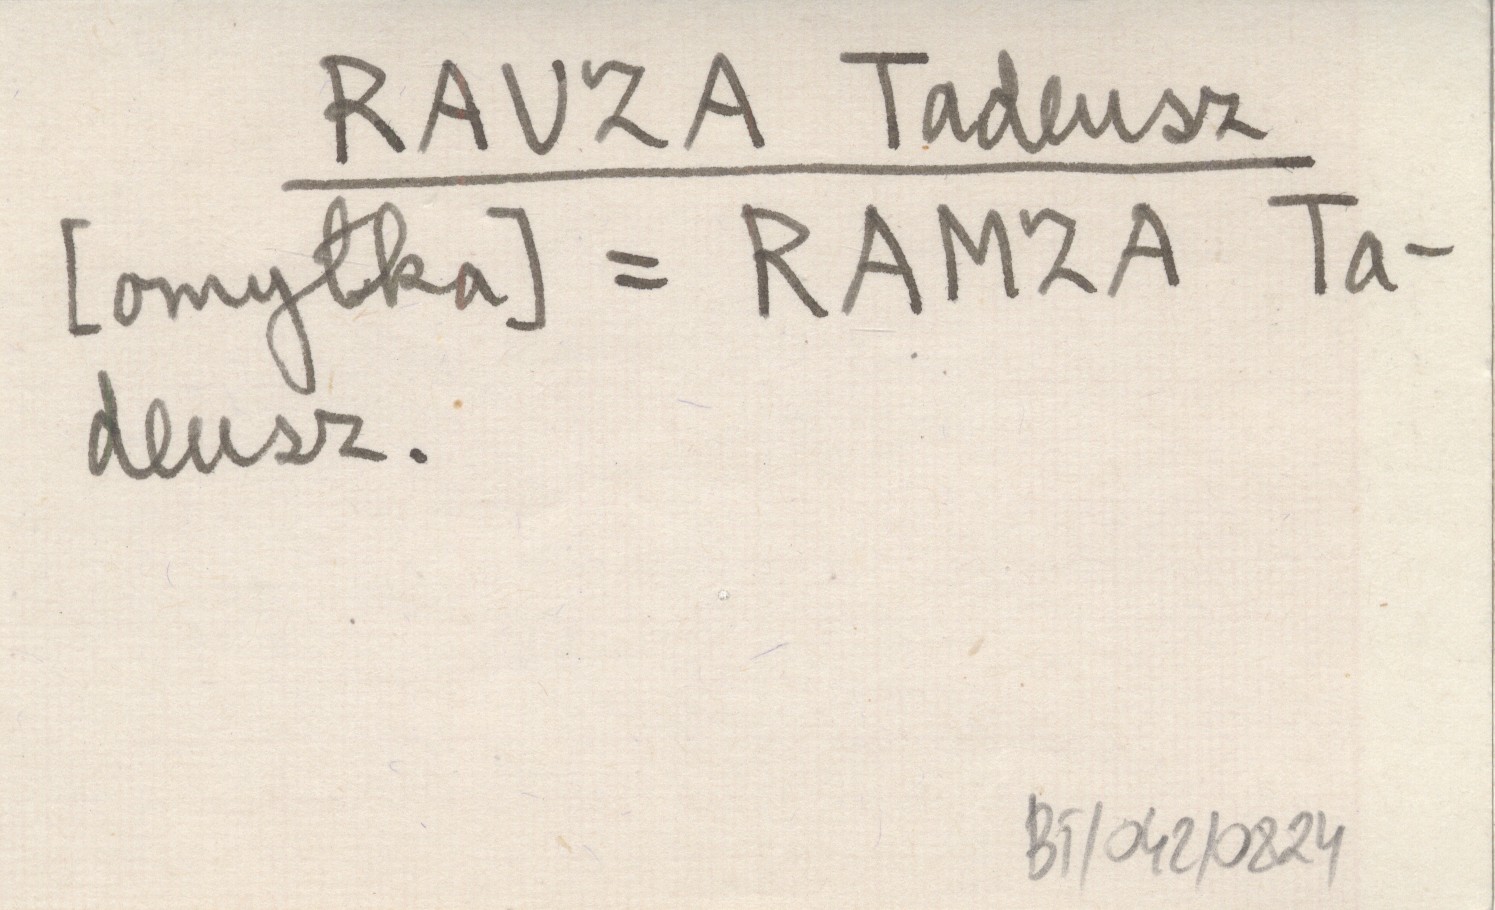 RAUZA Tadeusz
[omyłka] = RAMZA Ta-
deusz.
BT/042/0824